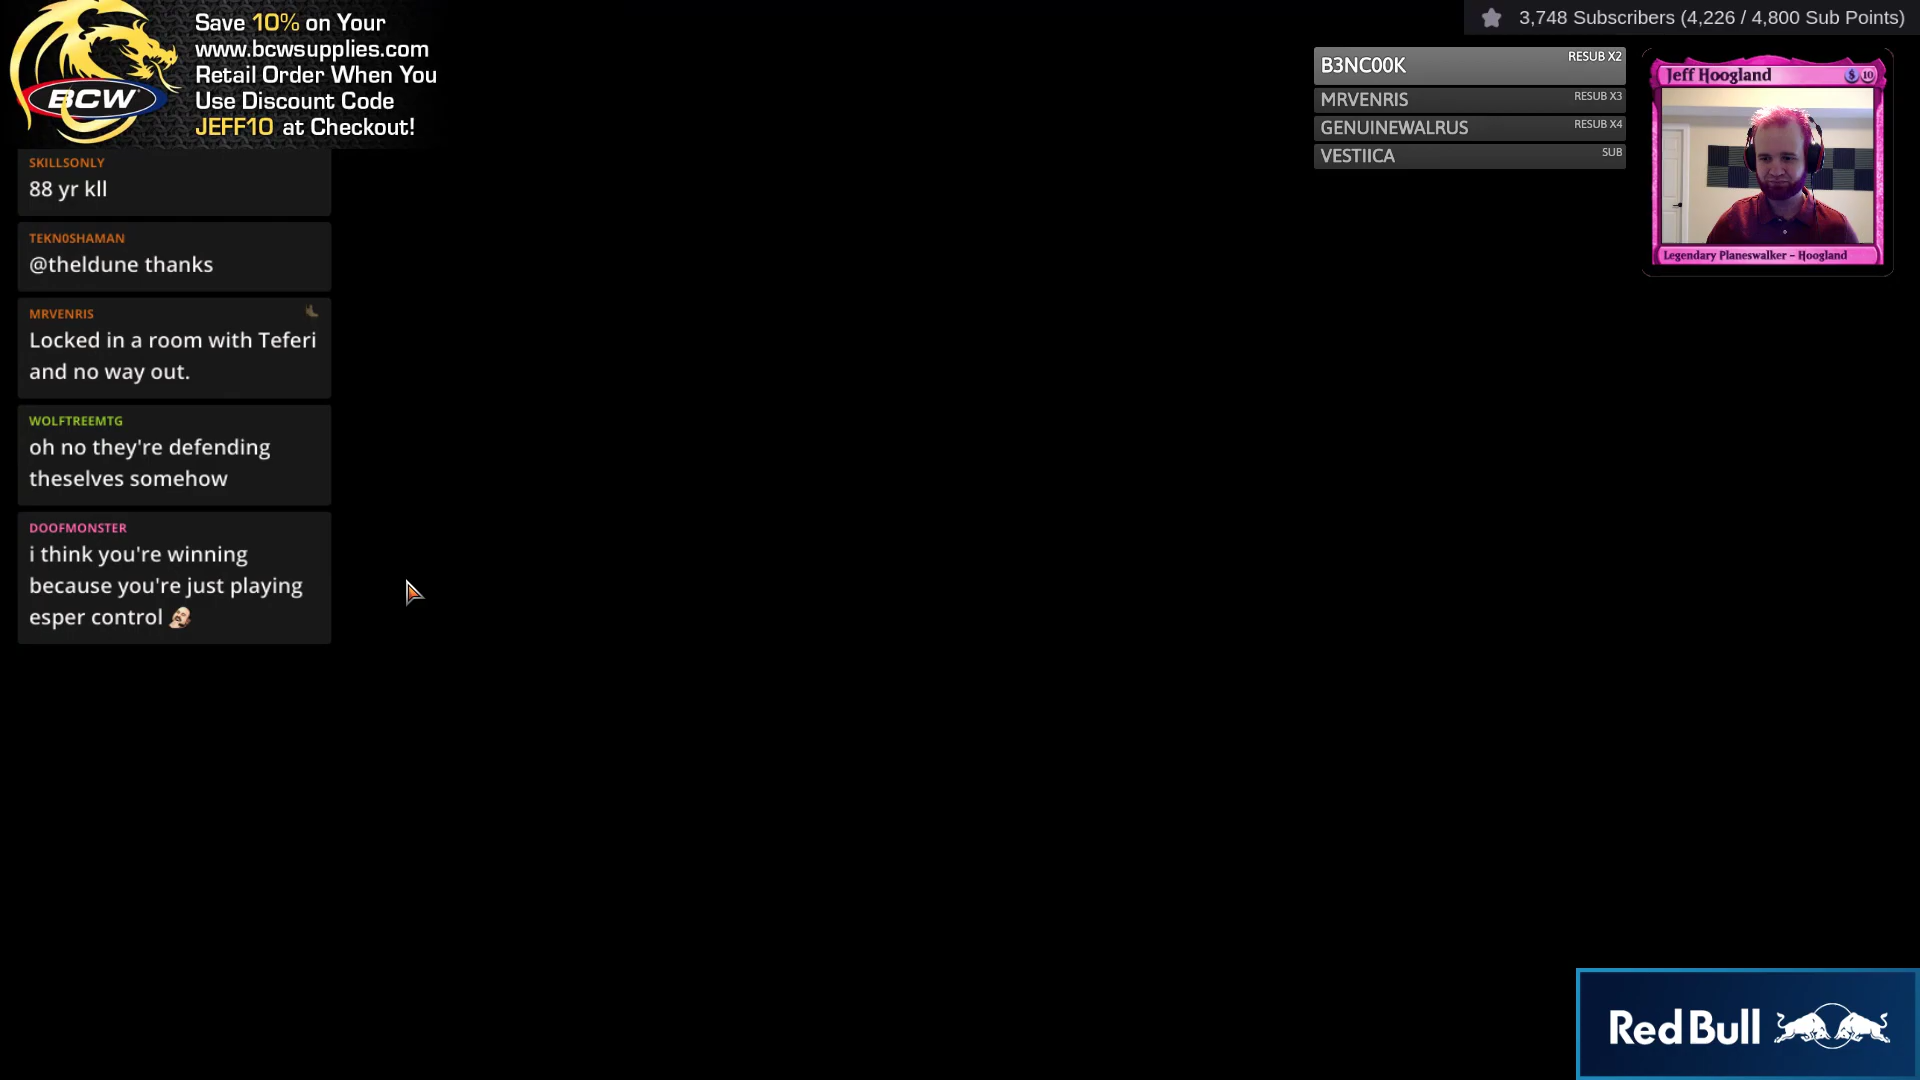 Save 10% on Your
www.bcwsupplies.com
Retail Order When You
Use Discount Code
JEFF10 at Checkout!
BCW
SKILLSONLY
88 yr kll
TEKN0SHAMAN
@theldune thanks
MRVENRIS
Locked in a room with Teferi
and no way out.
WOLFTREEMTG
oh no they're defending
theselves somehow
DOOFMONSTER
i think you're winning
because you're just playing
esper control
3,748 Subscribers (4,226 / 4,800 Sub Points)
B3NC00K RESUB X2
MRVENRIS RESUB X3
GENUINEWALRUS RESUB X4
VESTIICA SUB
Jeff Hoogland $ 10
Legendary Planeswalker – Hoogland
Red Bull